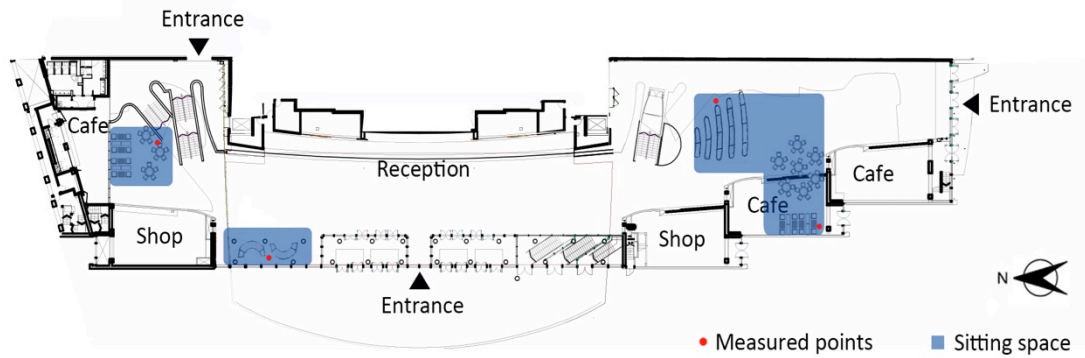 Entrance
Entrance
Cafe
Reception
Cafe
Cafe
Shop
Shop
Entrance
N
Measured points
Sitting space